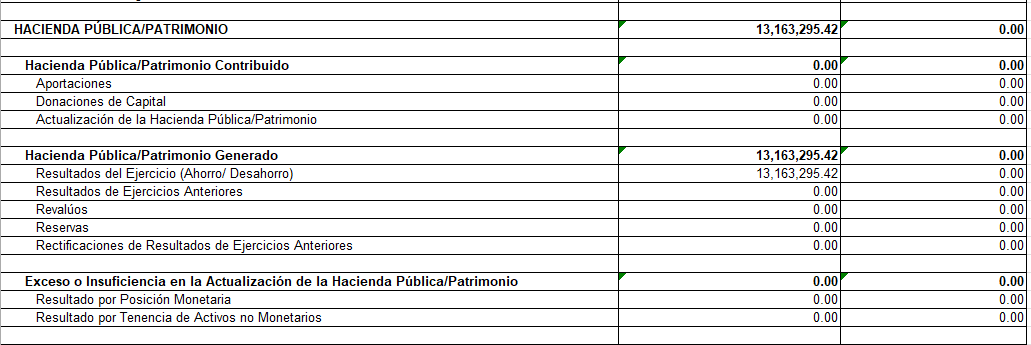 HACIENDA PÚBLICA/PATRIMONIO 13,163,295.42 0.00
Hacienda Pública/Patrimonio Contribuido 0.00 0.00
Aportaciones 0.00 0.00
Donaciones de Capital 0.00 0.00
Actualización de la Hacienda Pública/Patrimonio 0.00 0.00
Hacienda Pública/Patrimonio Generado 13,163,295.42 0.00
Resultados del Ejercicio (Ahorro/ Desahorro) 13,163,295.42 0.00
Resultados de Ejercicios Anteriores 0.00 0.00
Revalúos 0.00 0.00
Reservas 0.00 0.00
Rectificaciones de Resultados de Ejercicios Anteriores 0.00 0.00
Exceso o Insuficiencia en la Actualización de la Hacienda Pública/Patrimonio 0.00 0.00
Resultado por Posición Monetaria 0.00 0.00
Resultado por Tenencia de Activos no Monetarios 0.00 0.00